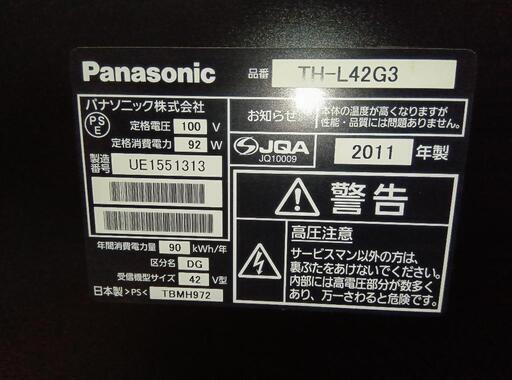 Panasonic
品番 TH-L42G3
パナソニック株式会社
PS
E
定格電圧 100 V
定格消費電力 92 W
製造
番号 UE1551313
年間消費電力量 90 kWh/年
区分名 DG
受信機型サイズ 42 V型
日本製 >PS< TBMH972
お知らせ
本体の温度が高くなりますが
性能・品質には問題ありません。
JQA
JQ10009
2011 年製
警告
高圧注意
サービスマン以外の方は、
裏ぶたをあけないでください。
内部には高電圧部分が数多く
あり、万一さわると危険です。